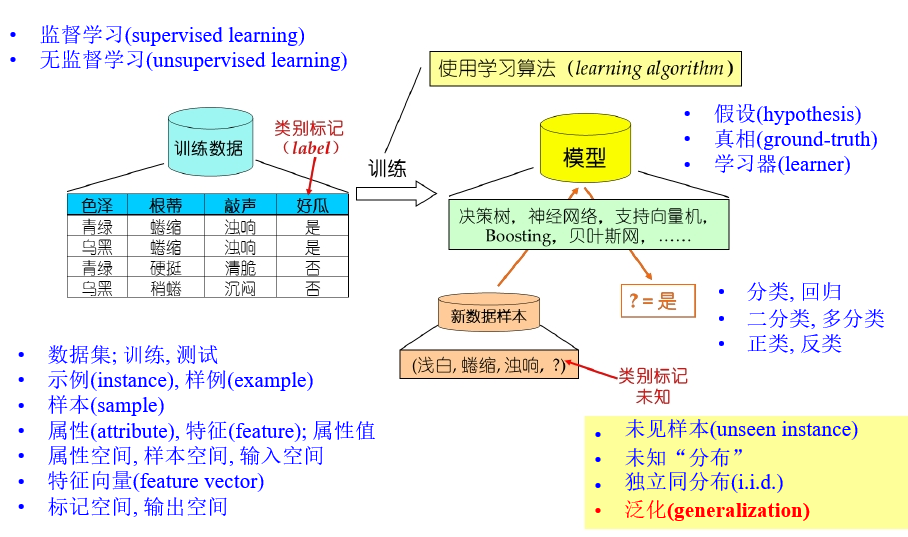 • 监督学习(supervised learning)
• 无监督学习(unsupervised learning)
使用学习算法（learning algorithm）
训练数据
类别标记
（label）
训练
模型
• 假设(hypothesis)
• 真相(ground-truth)
• 学习器(learner)
色泽 根蒂 敲声 好瓜
青绿 蜷缩 浊响 是
乌黑 蜷缩 浊响 是
青绿 硬挺 清脆 否
乌黑 稍蜷 沉闷 否
决策树，神经网络，支持向量机，
Boosting，贝叶斯网，……
? = 是
新数据样本
(浅白, 蜷缩, 浊响, ?)
类别标记
未知
• 分类, 回归
• 二分类, 多分类
• 正类, 反类
• 数据集; 训练, 测试
• 示例(instance), 样例(example)
• 样本(sample)
• 属性(attribute), 特征(feature); 属性值
• 属性空间, 样本空间, 输入空间
• 特征向量(feature vector)
• 标记空间, 输出空间
• 未见样本(unseen instance)
• 未知“分布”
• 独立同分布(i.i.d.)
• 泛化(generalization)